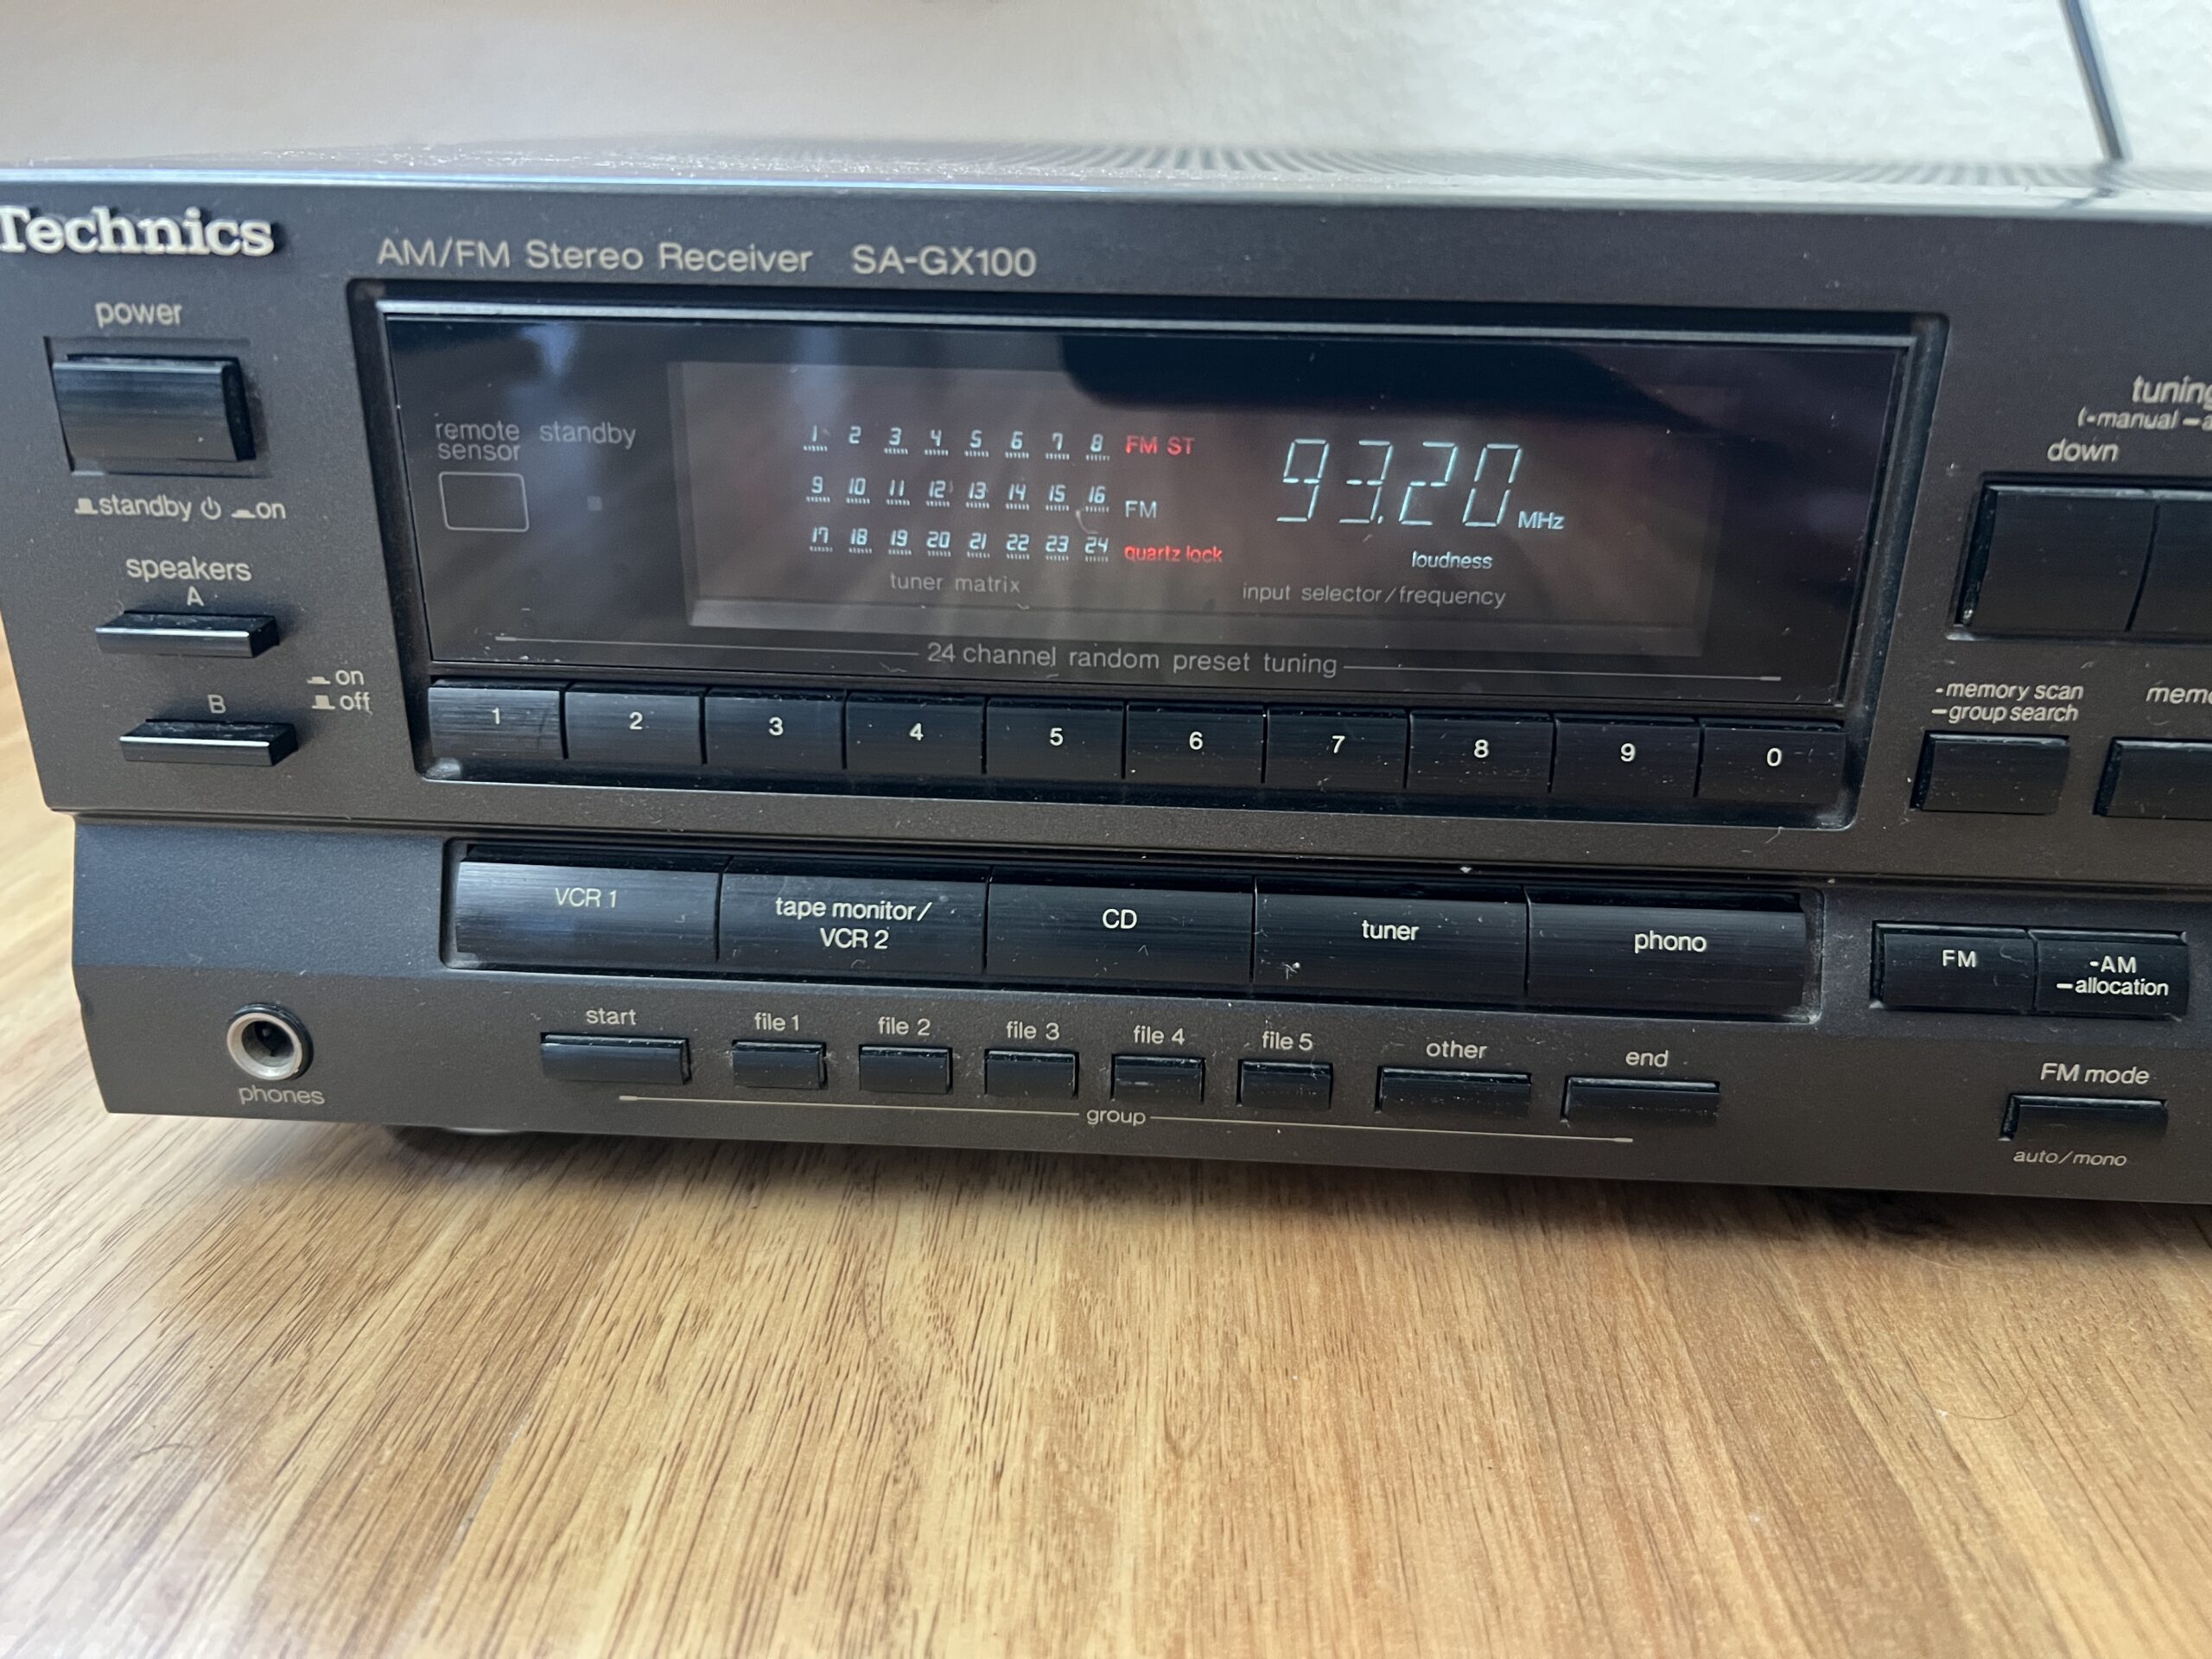 Technics
AM/FM Stereo Receiver SA-GX100
power
standby on
speakers
A
on
off
B
remote sensor
standby
1 2 3 4 5 6 7 8 FM ST
9 10 11 12 13 14 15 16 FM
17 18 19 20 21 22 23 24 quartz lock
tuner matrix
93.20 MHz
loudness
input selector/frequency
24 channel random preset tuning
1 2 3 4 5 6 7 8 9 0
tuning
(-manual
down
-memory scan
-group search
VCR 1
tape monitor/
VCR 2
CD
tuner
phono
FM
-AM
-allocation
phones
start file 1 file 2 file 3 file 4 file 5 other end
group
FM mode
auto/mono